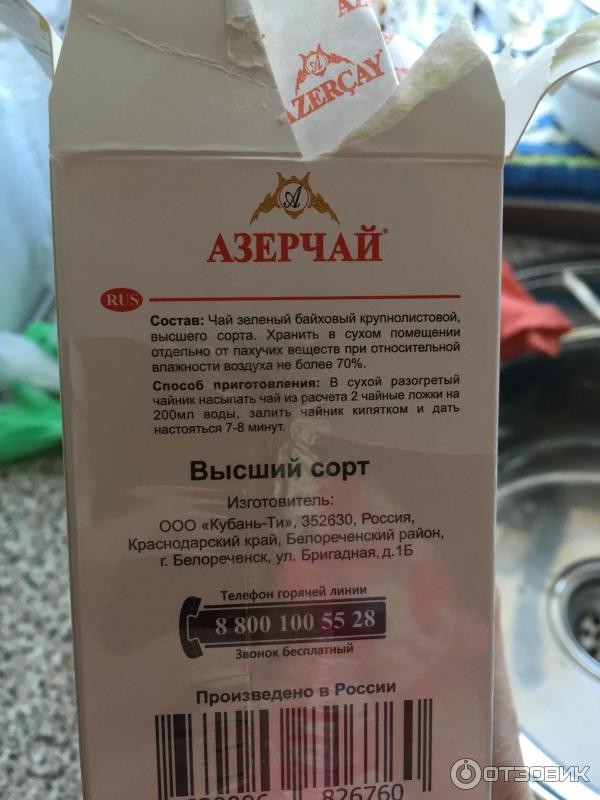 AZERÇAY
А
АЗЕРЧАЙ®
RUS
Состав: Чай зеленый байховый крупнолистовой,
высшего сорта. Хранить в сухом помещении
отдельно от пахучих веществ при относительной
влажности воздуха не более 70%.
Способ приготовления: В сухой разогретый
чайник насыпать чай из расчета 2 чайные ложки на
200мл воды, залить чайник кипятком и дать
настояться 7-8 минут.
Высший сорт
Изготовитель:
ООО «Кубань-Ти», 352630, Россия,
Краснодарский край, Белореченский район,
г. Белореченск, ул. Бригадная, д.1Б
Телефон горячей линии
8 800 100 55 28
Звонок бесплатный
Произведено в России
826760
ОТЗОВИК